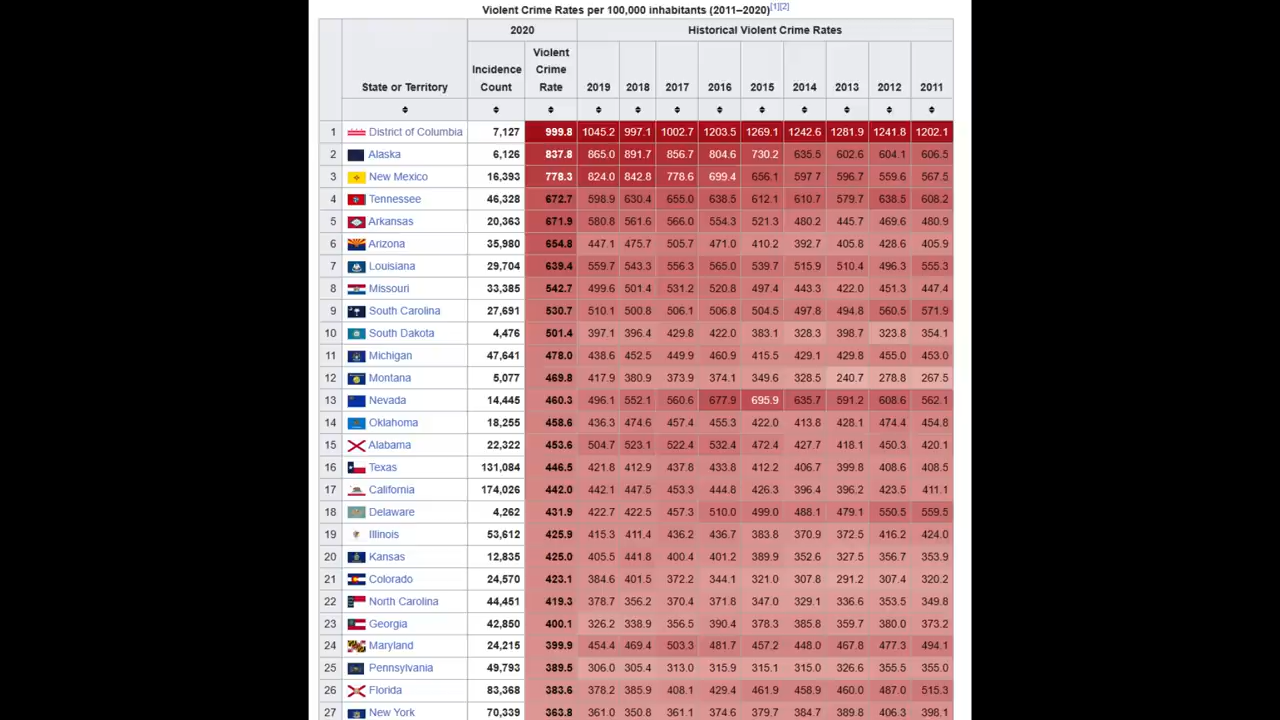 Violent Crime Rates per 100,000 inhabitants (2011–2020)[1][2]
2020 Historical Violent Crime Rates
State or Territory Incidence Count Violent Crime Rate 2019 2018 2017 2016 2015 2014 2013 2012 2011
1 District of Columbia 7,127 999.8 1045.2 997.1 1002.7 1203.5 1269.1 1242.6 1281.9 1241.8 1202.1
2 Alaska 6,126 837.8 865.0 891.7 856.7 804.6 730.2 635.5 602.6 604.1 606.5
3 New Mexico 16,393 778.3 824.0 842.8 778.6 699.4 656.1 597.7 596.7 559.6 567.5
4 Tennessee 46,328 672.7 598.9 630.4 655.0 638.5 612.1 610.7 579.7 638.5 608.2
5 Arkansas 20,363 671.9 580.8 561.6 566.0 554.3 521.3 480.2 445.7 469.6 480.9
6 Arizona 35,980 654.8 447.1 475.7 505.7 471.0 410.2 392.7 405.8 428.6 405.9
7 Louisiana 29,704 639.4 559.7 543.3 556.3 565.0 539.7 515.9 510.4 496.3 555.3
8 Missouri 33,385 542.7 499.6 501.4 531.2 520.8 497.4 443.3 422.0 451.3 447.4
9 South Carolina 27,691 530.7 510.1 500.8 506.1 506.8 504.5 497.8 494.8 560.5 571.9
10 South Dakota 4,476 501.4 397.1 396.4 429.8 422.0 383.1 328.3 398.7 323.8 354.1
11 Michigan 47,641 478.0 438.6 452.5 449.9 460.9 415.5 429.1 429.8 455.0 453.0
12 Montana 5,077 469.8 417.9 380.9 373.9 374.1 349.6 328.5 240.7 278.8 267.5
13 Nevada 14,445 460.3 496.1 552.1 560.6 677.9 695.9 635.7 591.2 608.6 562.1
14 Oklahoma 18,255 458.6 436.3 474.6 457.4 455.3 422.0 413.8 428.1 474.4 454.8
15 Alabama 22,322 453.6 504.7 523.1 522.4 532.4 472.4 427.7 418.1 450.3 420.1
16 Texas 131,084 446.5 421.8 412.9 437.8 433.8 412.2 406.7 399.8 408.6 408.5
17 California 174,026 442.0 442.1 447.5 453.3 444.8 426.3 396.4 396.2 423.5 411.1
18 Delaware 4,262 431.9 422.7 422.5 457.3 510.0 499.0 488.1 479.1 550.5 559.5
19 Illinois 53,612 425.9 415.3 411.4 436.2 436.7 383.8 370.9 372.5 416.2 424.0
20 Kansas 12,835 425.0 405.5 441.8 400.4 401.2 389.9 352.6 327.5 356.7 353.9
21 Colorado 24,570 423.1 384.6 401.5 372.2 344.1 321.0 307.8 291.2 307.4 320.2
22 North Carolina 44,451 419.3 378.7 356.2 370.4 371.8 347.0 329.1 336.6 353.5 349.8
23 Georgia 42,850 400.1 326.2 338.9 356.5 390.4 378.3 385.8 359.7 380.0 373.2
24 Maryland 24,215 399.9 454.4 469.4 503.3 481.7 457.2 448.0 467.8 477.3 494.1
25 Pennsylvania 49,793 389.5 306.0 305.4 313.0 315.9 315.1 315.0 326.6 355.5 355.0
26 Florida 83,368 383.6 378.2 385.9 408.1 429.4 461.9 458.9 460.0 487.0 515.3
27 New York 70,339 363.8 361.0 350.8 361.1 374.6 379.7 384.7 389.8 406.3 398.1